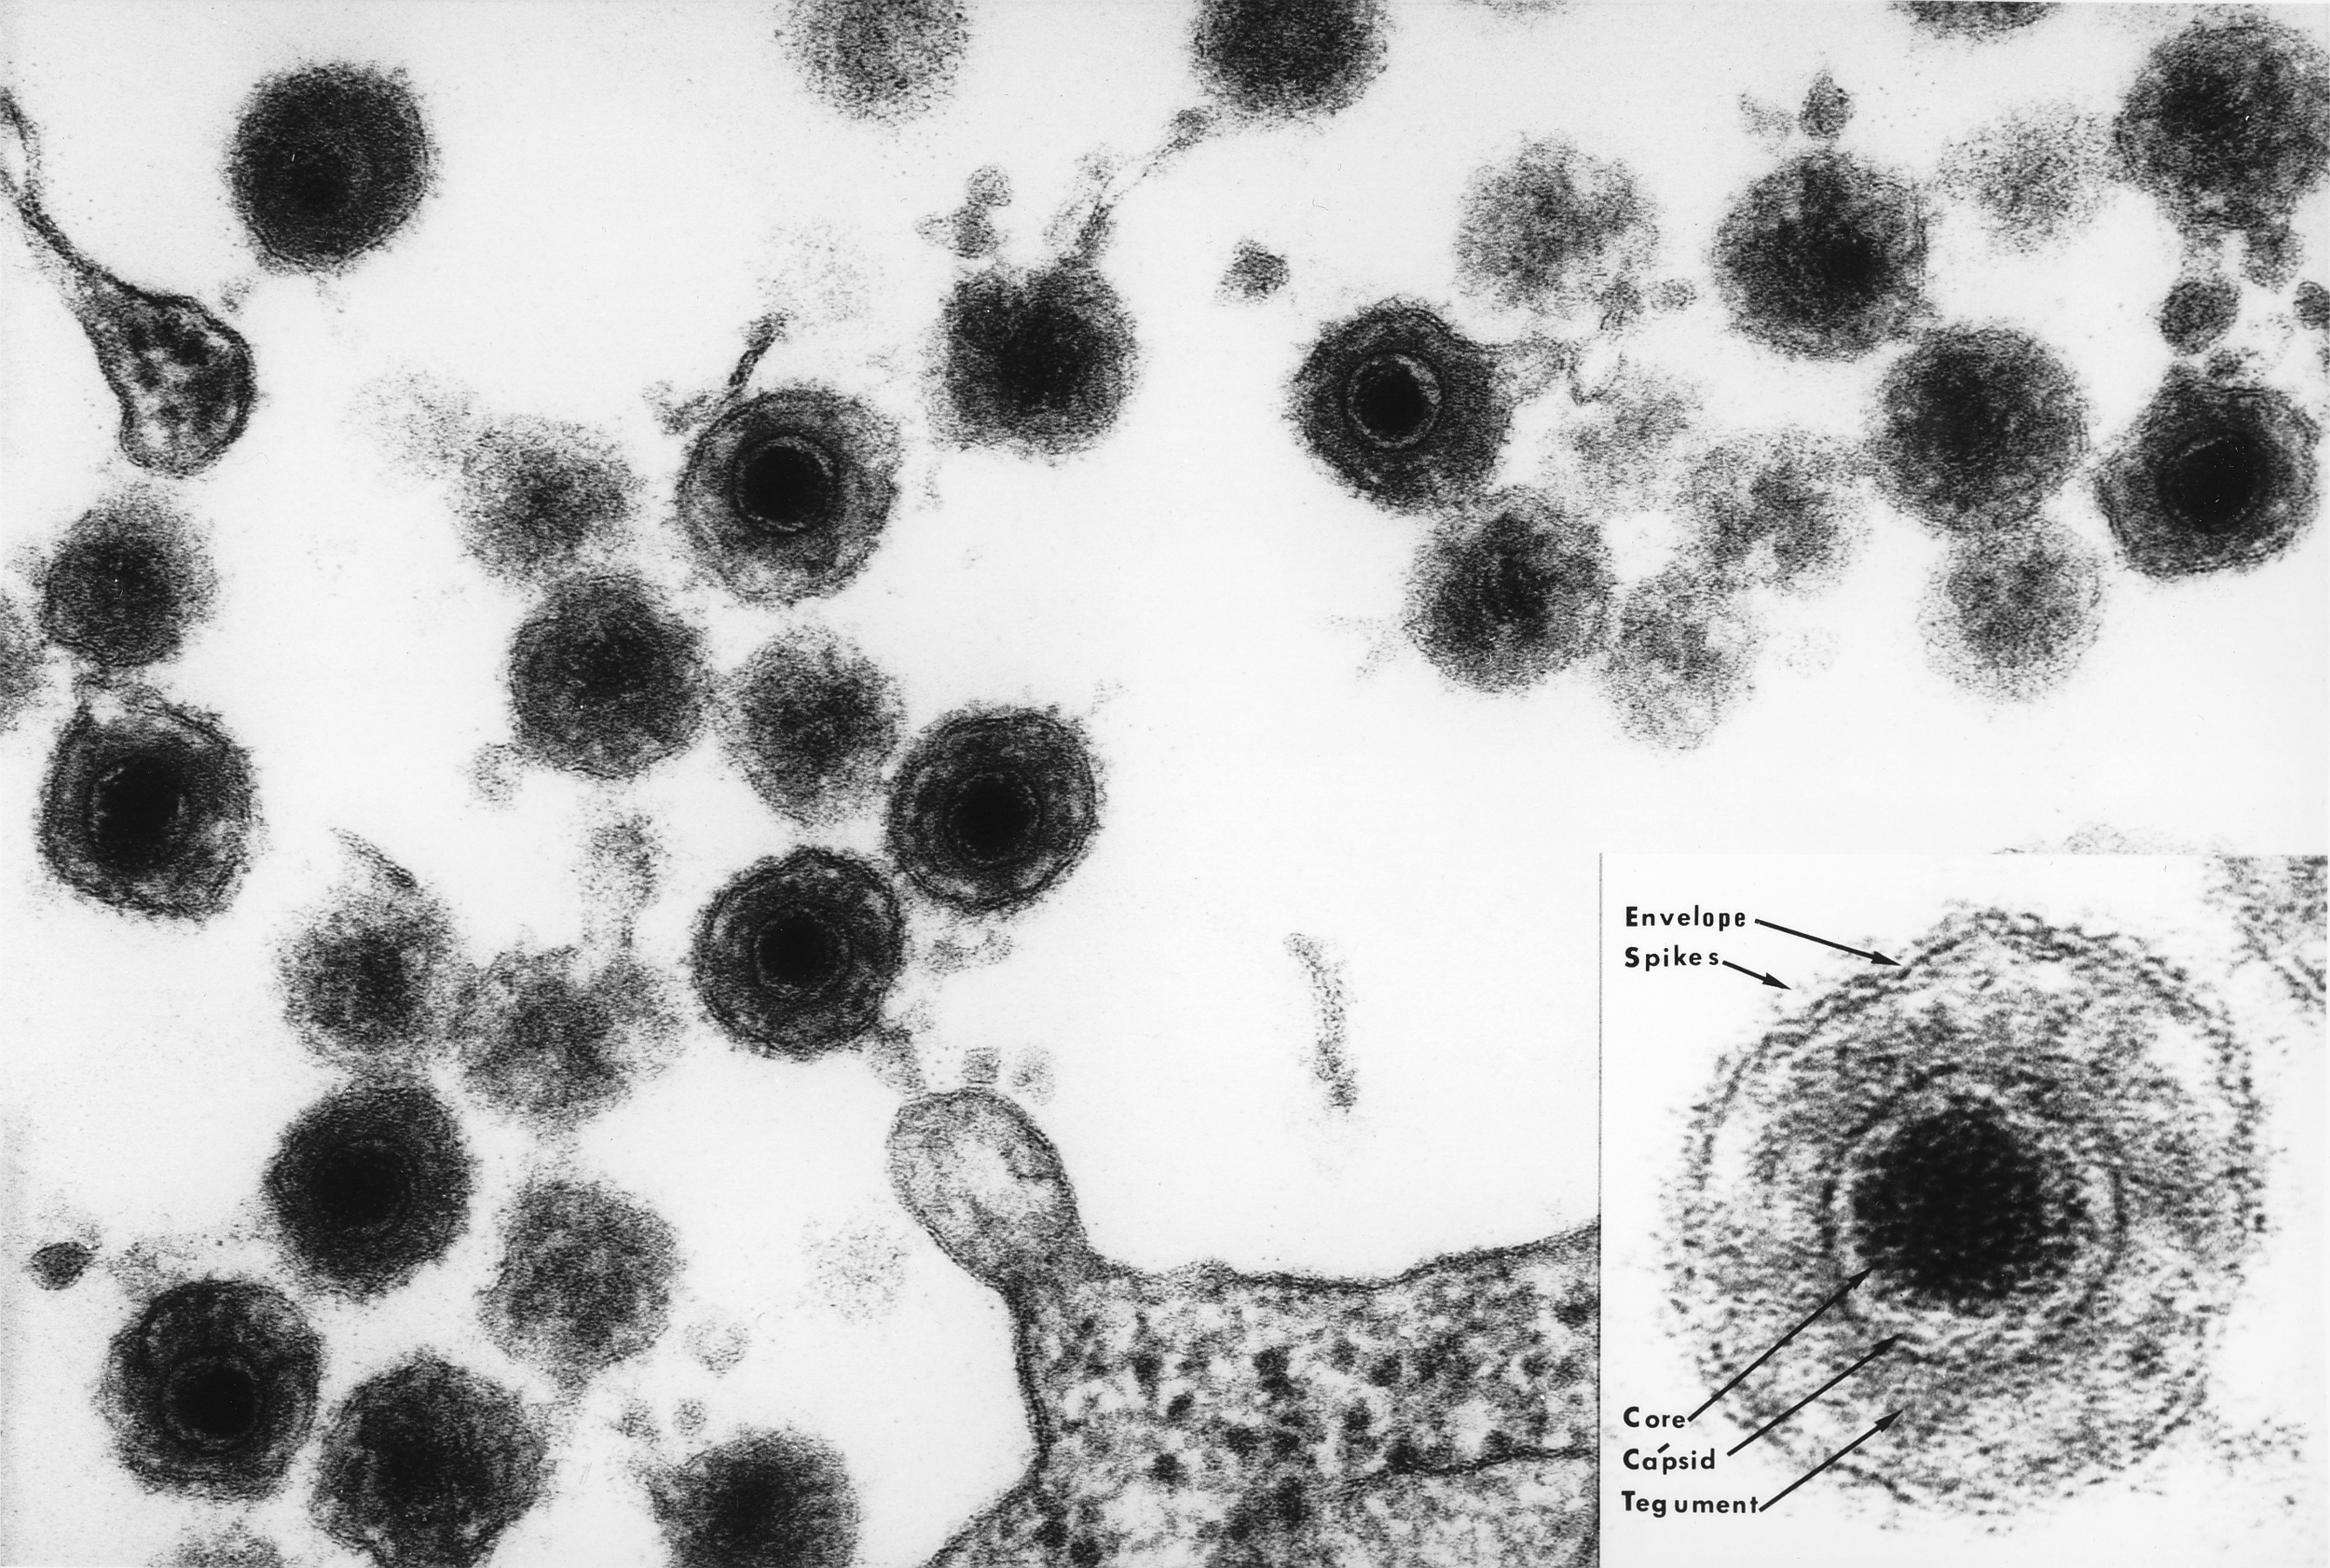 Envelope
Spikes
Core
Capsid
Tegument